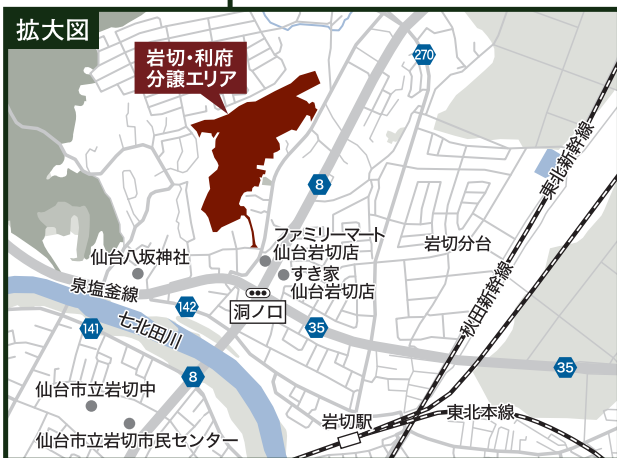 拡大図
岩切・利府
分譲エリア
270
8
東北新幹線
ファミリーマート
仙台岩切店
岩切分台
仙台八坂神社
すき家
仙台岩切店
泉塩釜線
142
洞ノ口
秋田新幹線
141
七北田川
35
8
35
仙台市立岩切中
岩切駅
東北本線
仙台市立岩切市民センター